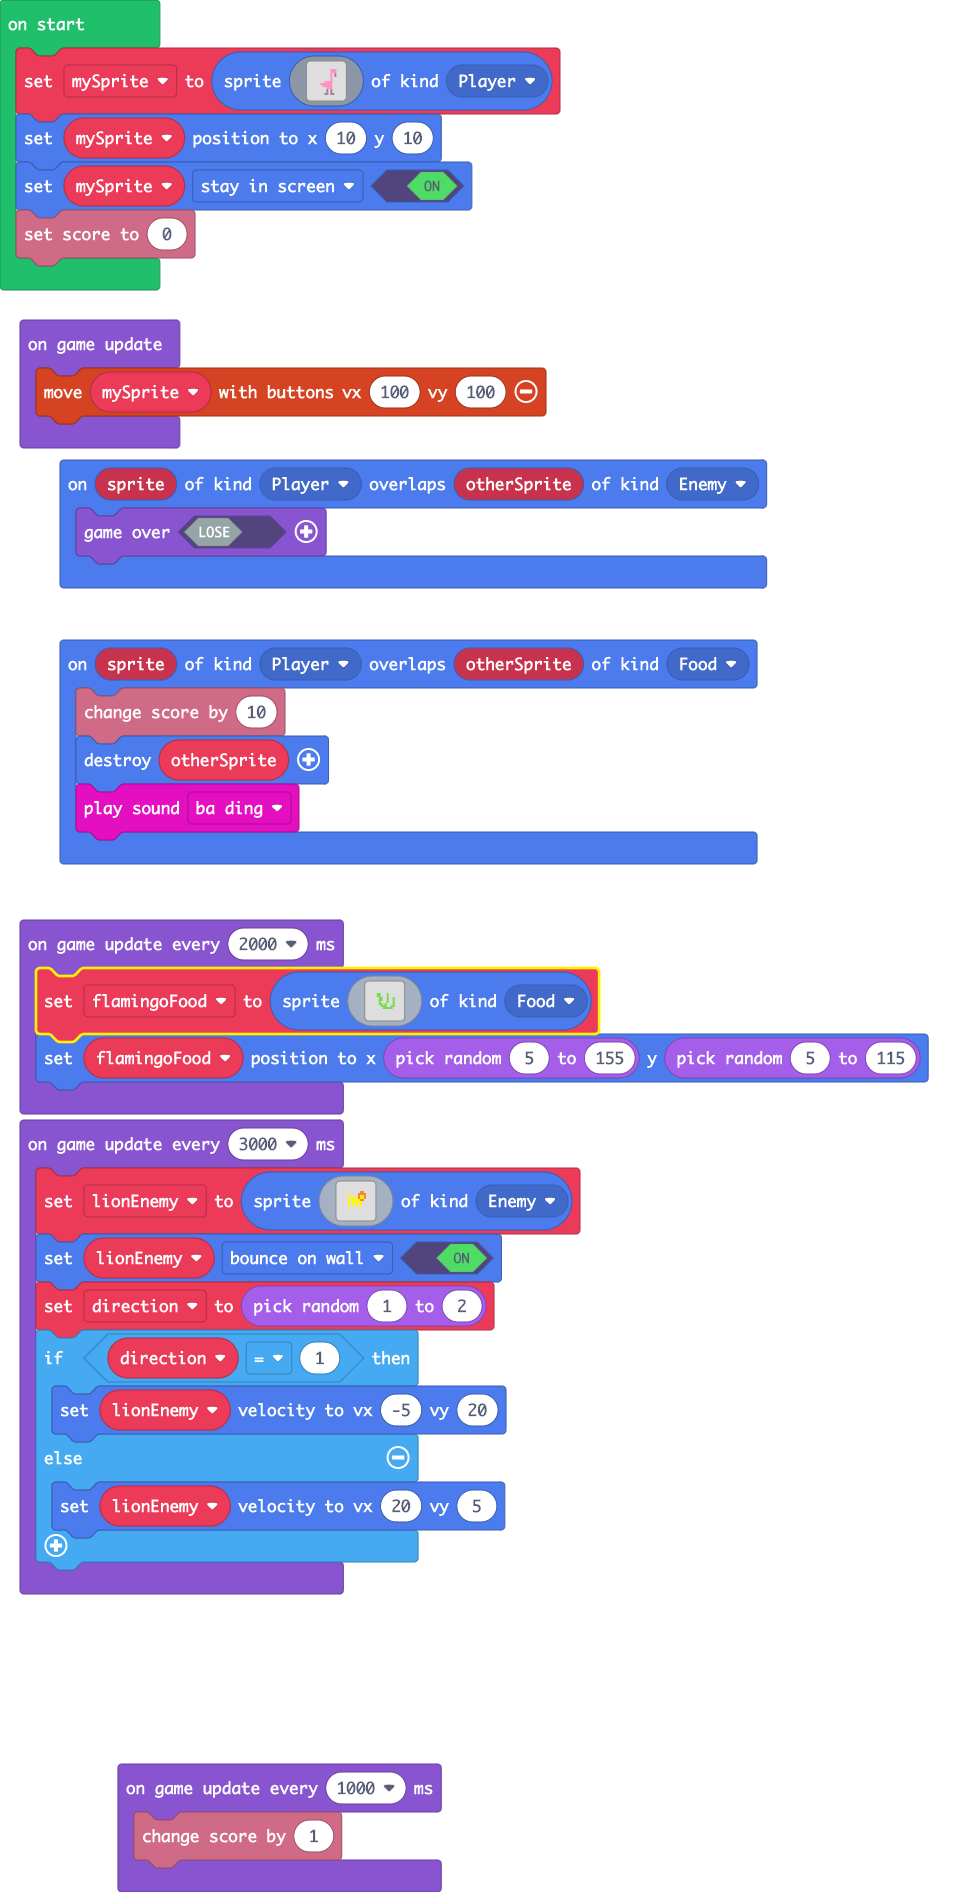 on start
set mySprite to sprite of kind Player
set mySprite position to x 10 y 10
set mySprite stay in screen ON
set score to 0
on game update
move mySprite with buttons vx 100 vy 100
on sprite of kind Player overlaps otherSprite of kind Enemy
game over LOSE
on sprite of kind Player overlaps otherSprite of kind Food
change score by 10
destroy otherSprite
play sound ba ding
on game update every 2000 ms
set flamingoFood to sprite of kind Food
set flamingoFood position to x pick random 5 to 155 y pick random 5 to 115
on game update every 3000 ms
set lionEnemy to sprite of kind Enemy
set lionEnemy bounce on wall ON
set direction to pick random 1 to 2
if direction = 1 then
set lionEnemy velocity to vx -5 vy 20
else
set lionEnemy velocity to vx 20 vy 5
on game update every 1000 ms
change score by 1